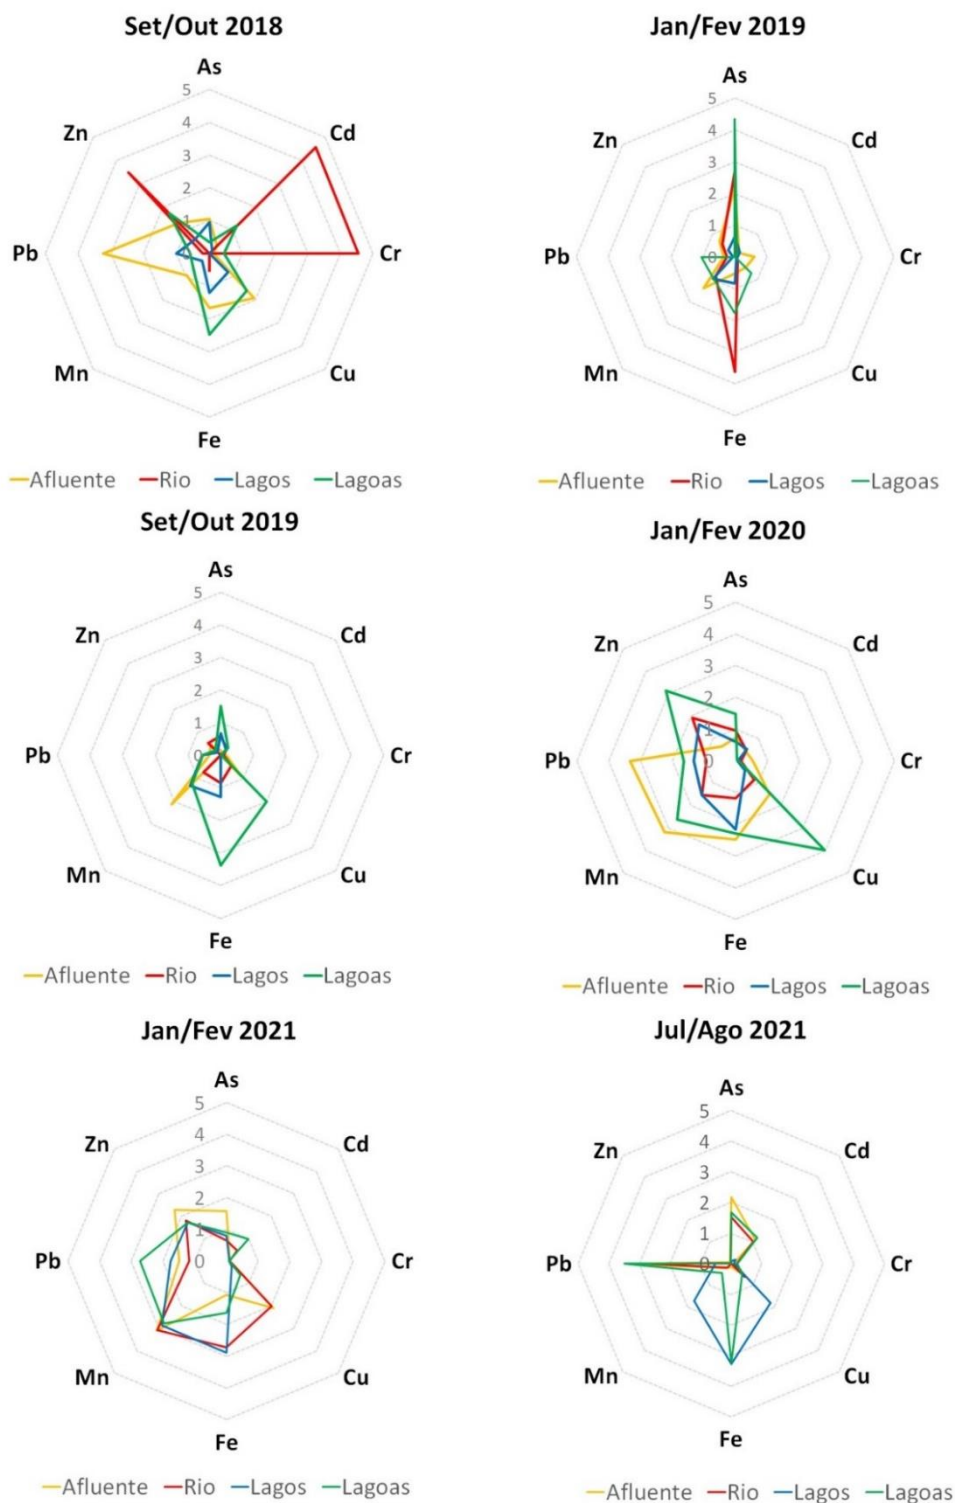 Set/Out 2018
As
5
4
3
2
1
0
Cd
Cr
Cu
Fe
Mn
Pb
Zn
Afluente Rio Lagos Lagoas
Jan/Fev 2019
As
5
4
3
2
1
0
Cd
Cr
Cu
Fe
Mn
Pb
Zn
Afluente Rio Lagos Lagoas
Set/Out 2019
As
5
4
3
2
1
0
Cd
Cr
Cu
Fe
Mn
Pb
Zn
Afluente Rio Lagos Lagoas
Jan/Fev 2020
As
5
4
3
2
1
0
Cd
Cr
Cu
Fe
Mn
Pb
Zn
Afluente Rio Lagos Lagoas
Jan/Fev 2021
As
5
4
3
2
1
0
Cd
Cr
Cu
Fe
Mn
Pb
Zn
Afluente Rio Lagos Lagoas
Jul/Ago 2021
As
5
4
3
2
1
0
Cd
Cr
Cu
Fe
Mn
Pb
Zn
Afluente Rio Lagos Lagoas